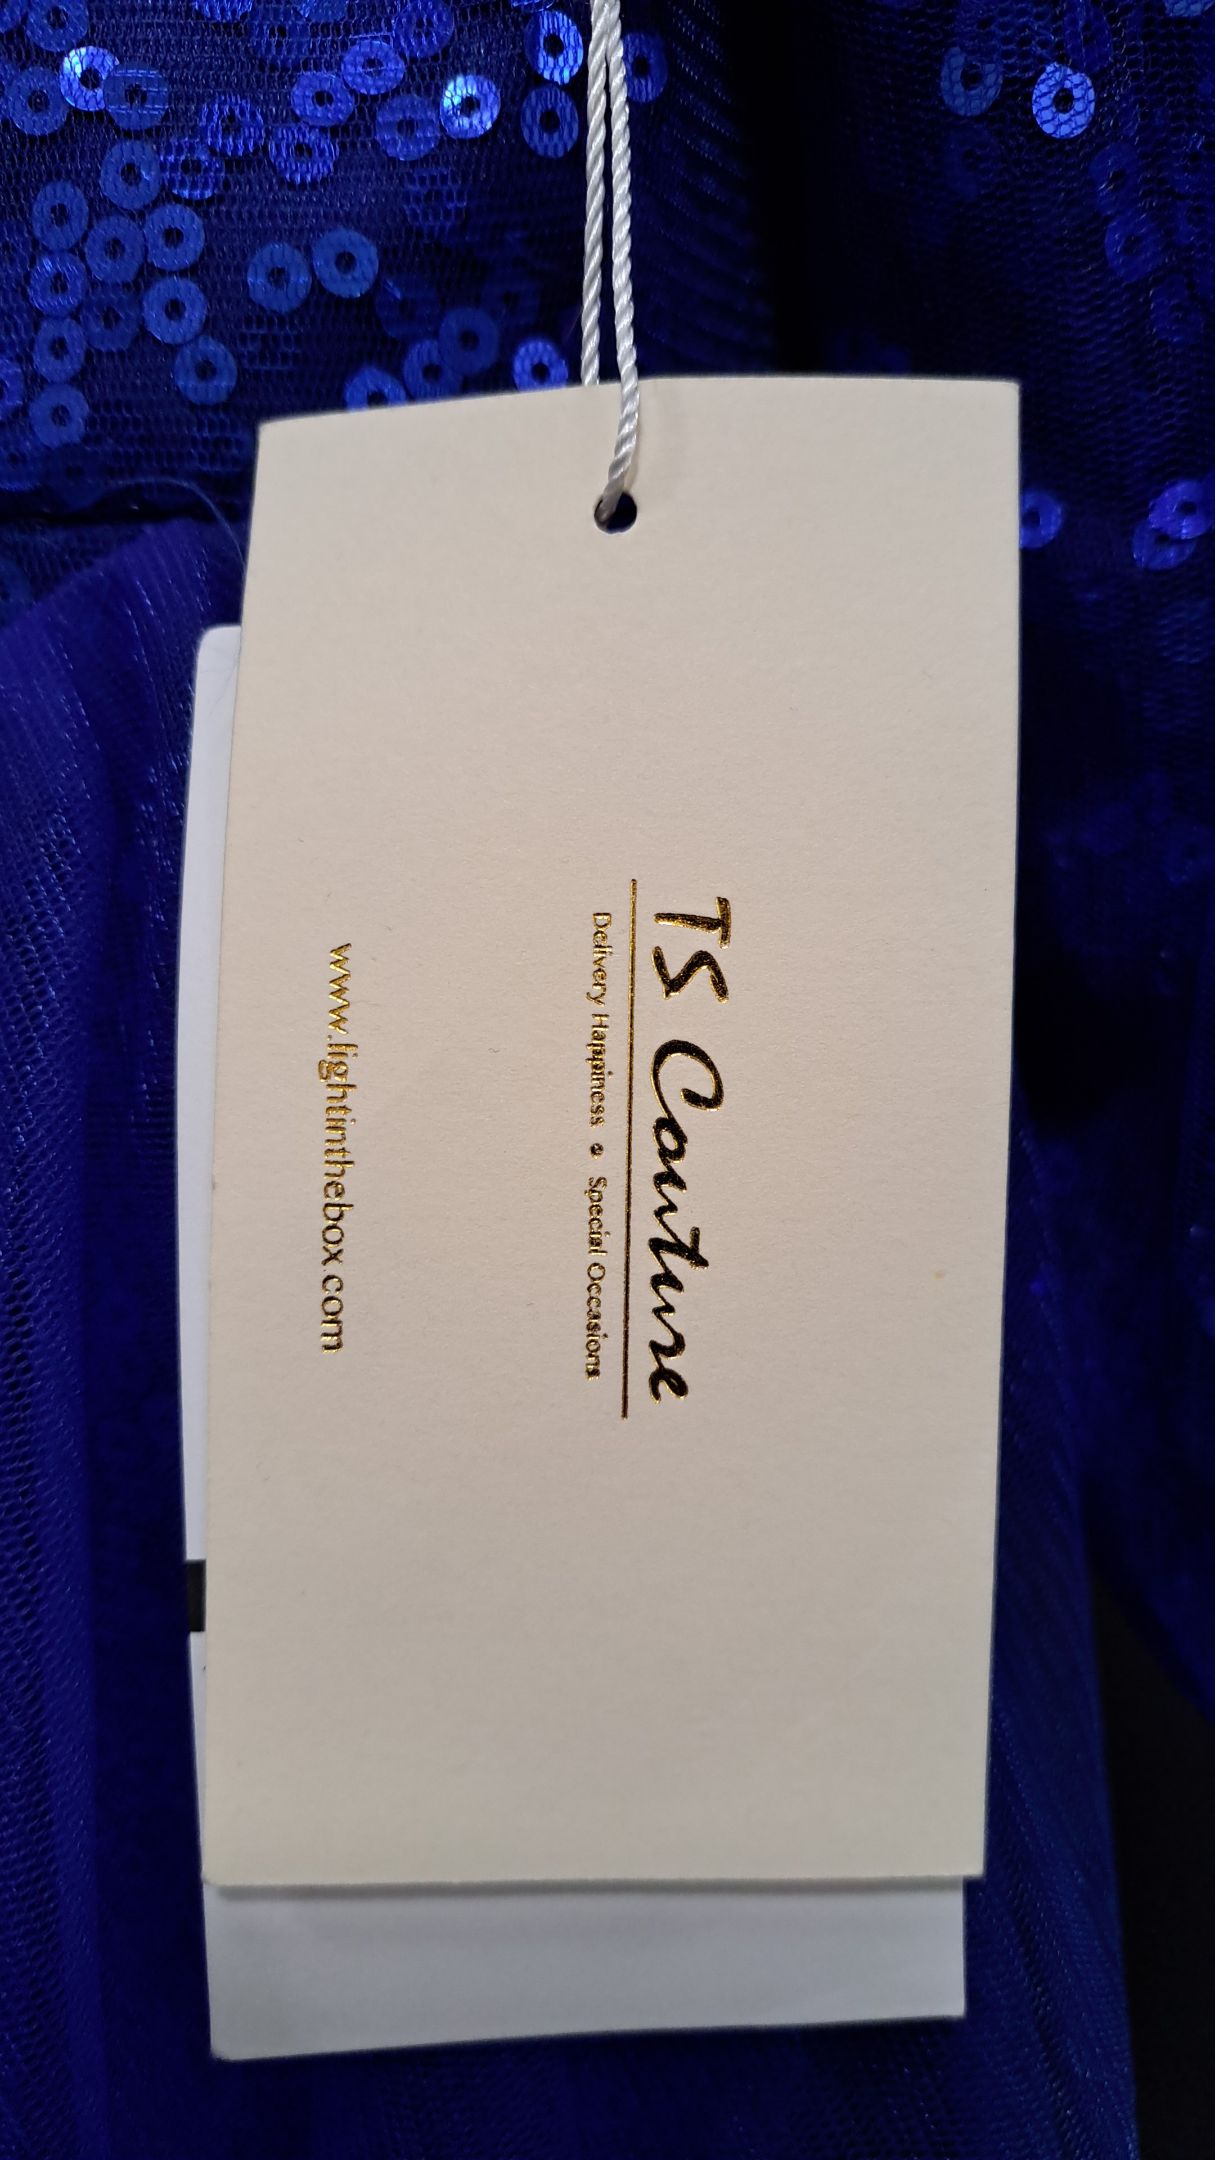 TS Couture
Delivery Happiness • Special Occasions
www.lightinthebox.com